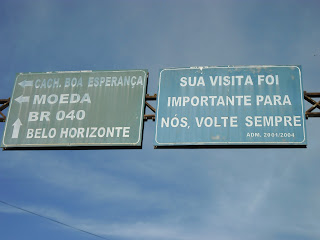 CACH. BOA ESPERANÇA
MOEDA
BR 040
BELO HORIZONTE
SUA VISITA FOI
IMPORTANTE PARA
NÓS, VOLTE SEMPRE
ADM. 2001/2004